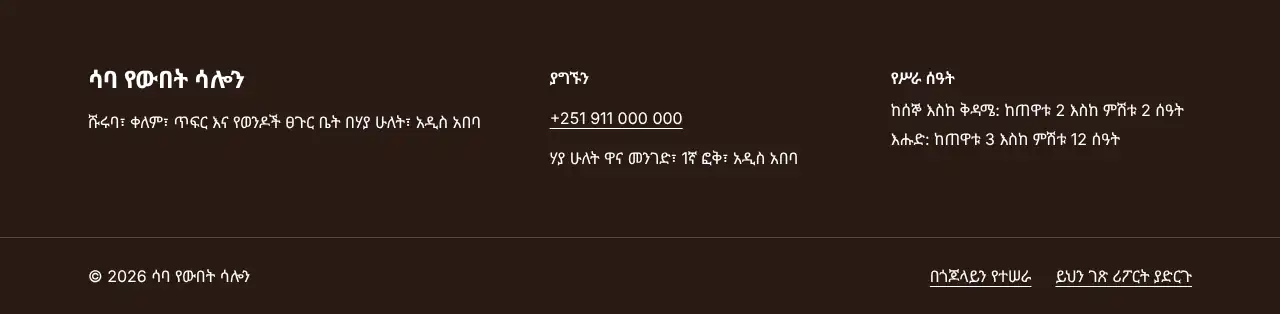 ሳባ የውበት ሳሎን
ሹሩባ፣ ቀለም፣ ጥፍር እና የወንዶች ፀጉር ቤት በሃያ ሁለት፣ አዲስ አበባ
ያግኙን
+251 911 000 000
ሃያ ሁለት ዋና መንገድ፣ 1ኛ ፎቅ፣ አዲስ አበባ
የሥራ ሰዓት
ከሰኞ እስከ ቅዳሜ: ከጠዋቱ 2 እስከ ምሽቱ 2 ሰዓት
እሑድ: ከጠዋቱ 3 እስከ ምሽቱ 12 ሰዓት
© 2026 ሳባ የውበት ሳሎን
በጎጆላይን የተሠራ
ይህን ገጽ ሪፖርት ያድርጉ